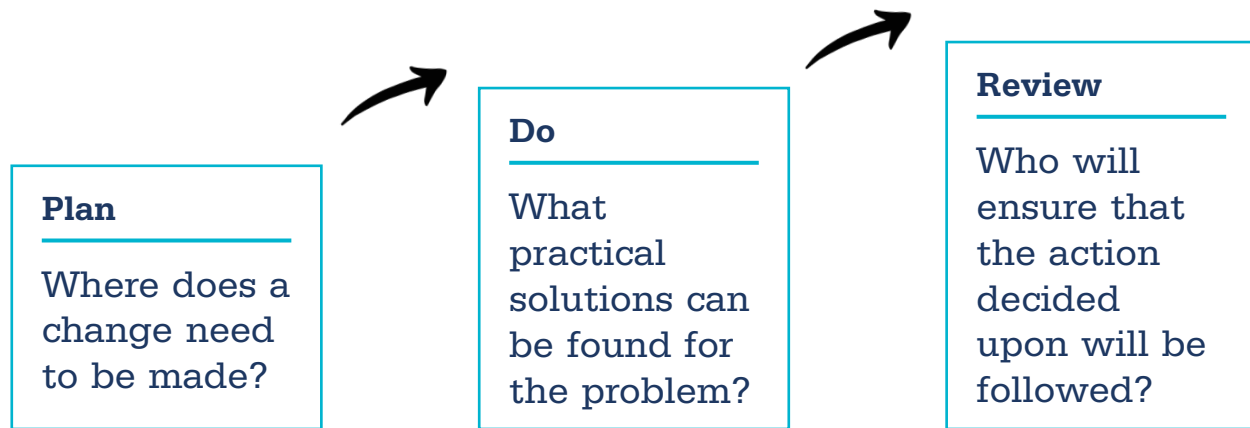 Plan
Where does a
change need
to be made?
Do
What
practical
solutions can
be found for
the problem?
Review
Who will
ensure that
the action
decided
upon will be
followed?